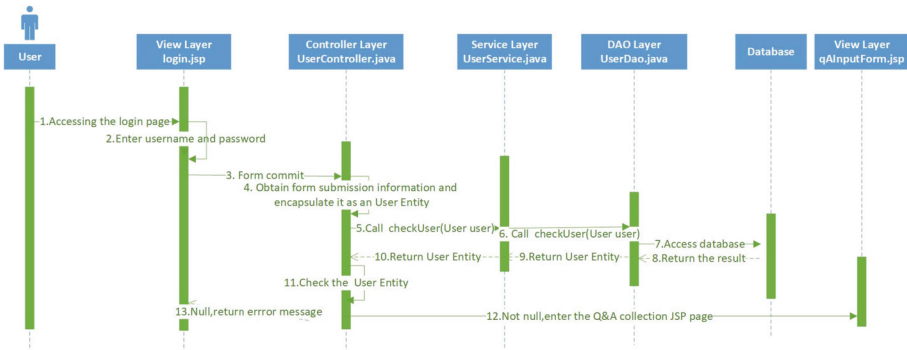 User
View Layer
login.jsp
Controller Layer
UserController.java
Service Layer
UserService.java
DAO Layer
UserDao.java
Database
View Layer
qAInputForm.jsp
1.Accessing the login page
2.Enter username and password
3. Form commit
4. Obtain form submission information and
encapsulate it as an User Entity
5.Call checkUser(User user)
6. Call checkUser(User user)
7.Access database
8.Return the result
9.Return User Entity
10.Return User Entity
11.Check the User Entity
12.Not null,enter the Q&A collection JSP page
13.Null,return errror message